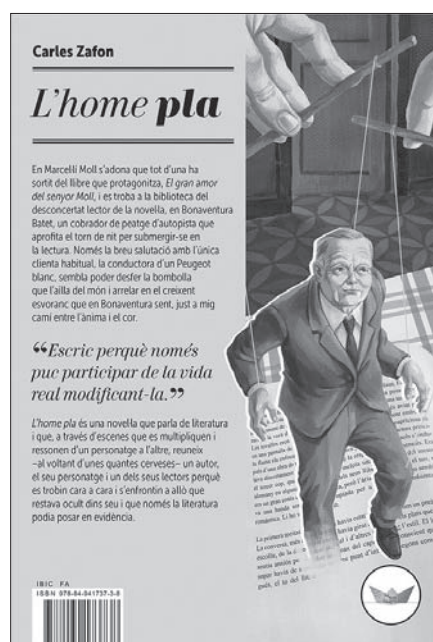 Carles Zafon
L'home pla
En Marcel·lí Moll s'adona que tot d'una ha
sortit del llibre que protagonitza, El gran amor
del senyor Moll, i es troba a la biblioteca del
desconcertat lector de la novel·la, en Bonaventura
Batet, un cobrador de peatge d'autopista que
aprofita el torn de nit per submergir-se en
la lectura. Només la breu salutació amb l'única
clienta habitual, la conductora d'un Peugeot
blanc, sembla poder desfer la bombolla
que l'aïlla del món i arrelar en el creixent
esvoranc que en Bonaventura sent, just a mig
camí entre l'ànima i el cor.
“Escric perquè només
puc participar de la vida
real modificant-la.”
L'home pla és una novel·la que parla de literatura
i que, a través d'escenes que es multipliquen i
ressonen d'un personatge a l'altre, reuneix
–al voltant d'unes quantes cerveses– un autor,
el seu personatge i un dels seus lectors perquè
es trobin cara a cara i s'enfrontin a allò que
restava ocult dins seu i que només la literatura
podia posar en evidència.
IBIC FA
ISBN 978-84-941737-3-8